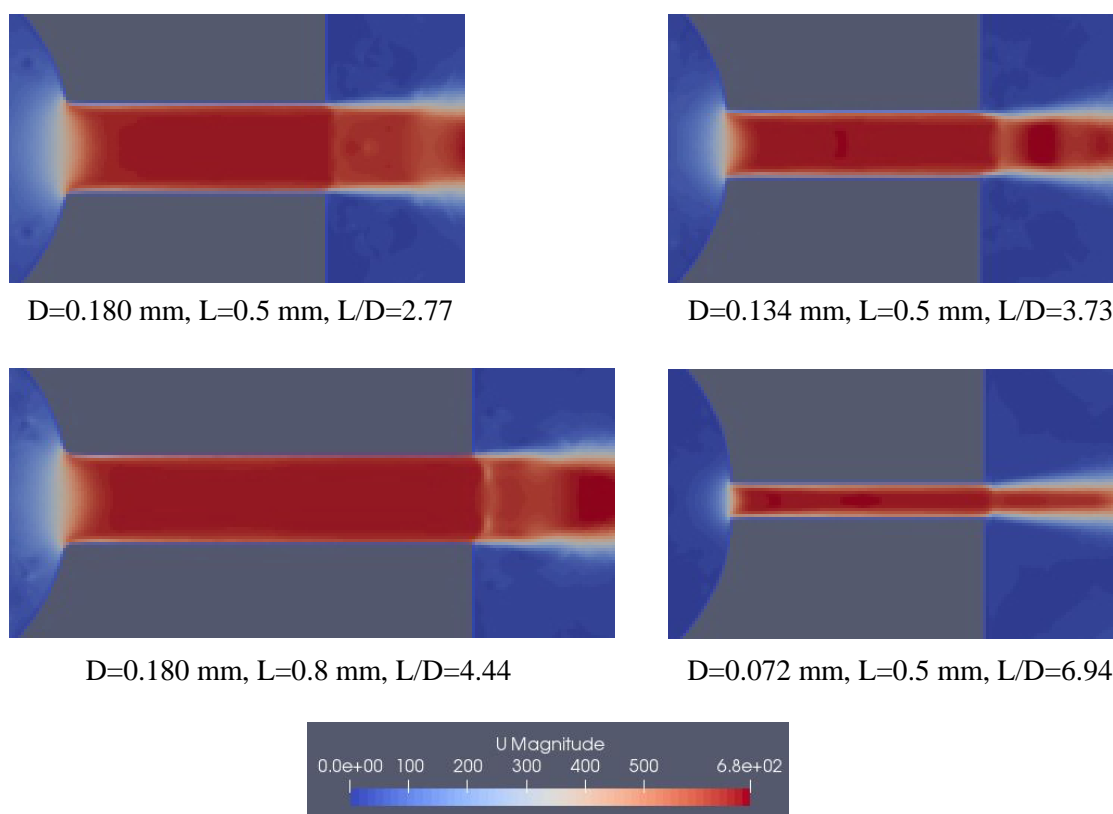 D=0.180 mm, L=0.5 mm, L/D=2.77
D=0.134 mm, L=0.5 mm, L/D=3.73
D=0.180 mm, L=0.8 mm, L/D=4.44
D=0.072 mm, L=0.5 mm, L/D=6.94
U Magnitude
0.0e+00 100 200 300 400 500 6.8e+02